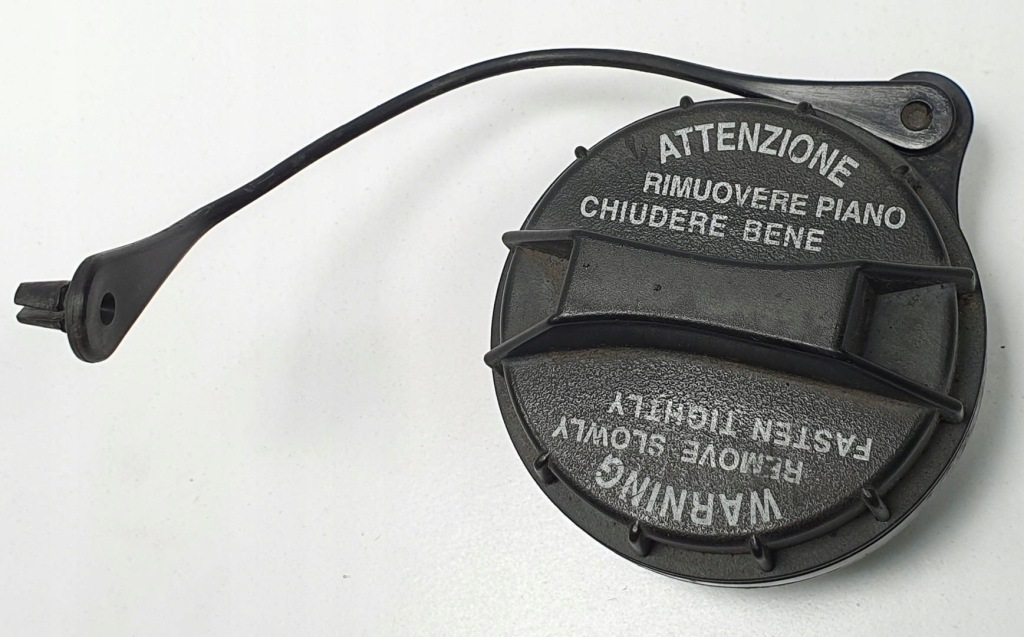 ATTENZIONE
RIMUOVERE PIANO
CHIUDERE BENE
WARNING
REMOVE SLOWLY
FASTEN TIGHTLY